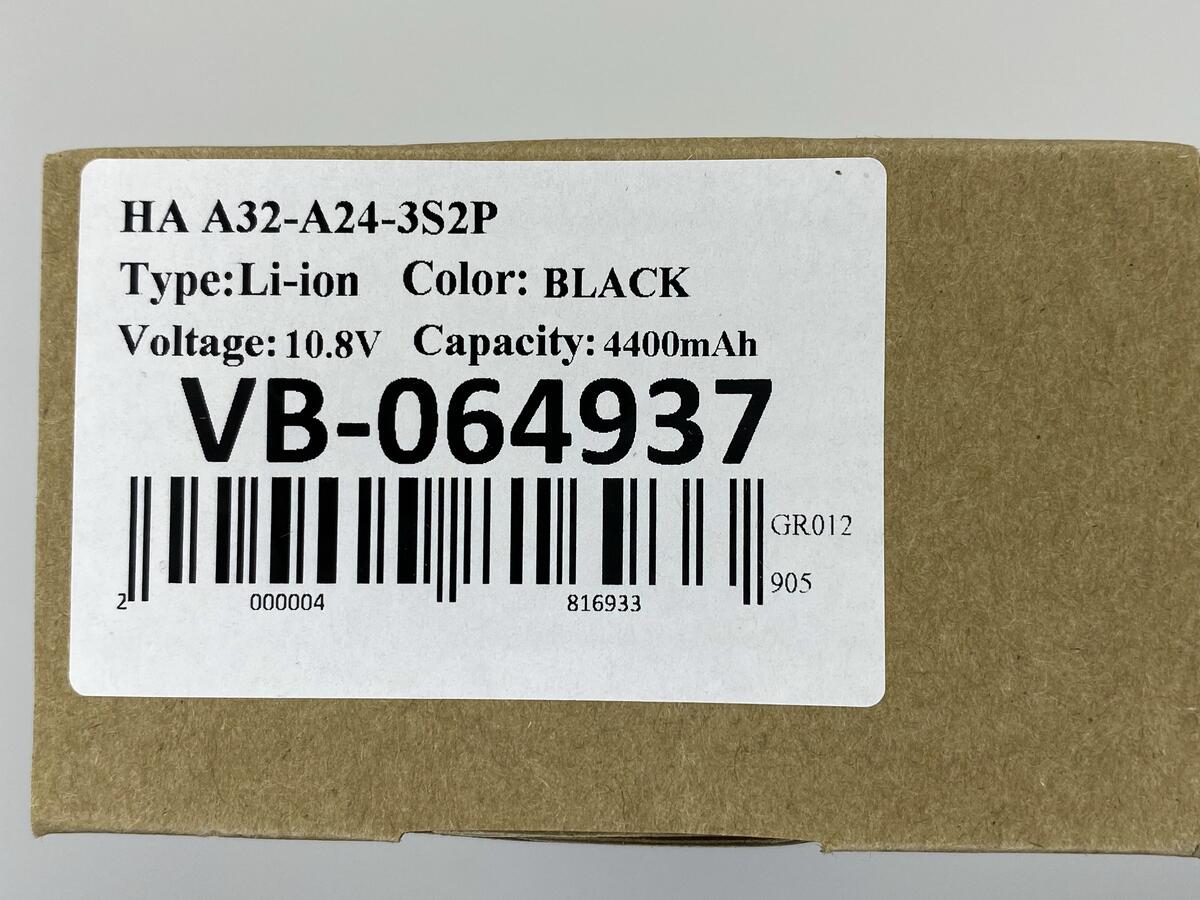 HA A32-A24-3S2P
Type:Li-ion Color: BLACK
Voltage: 10.8V Capacity: 4400mAh
VB-064937
GR012
905
2 000004 816933